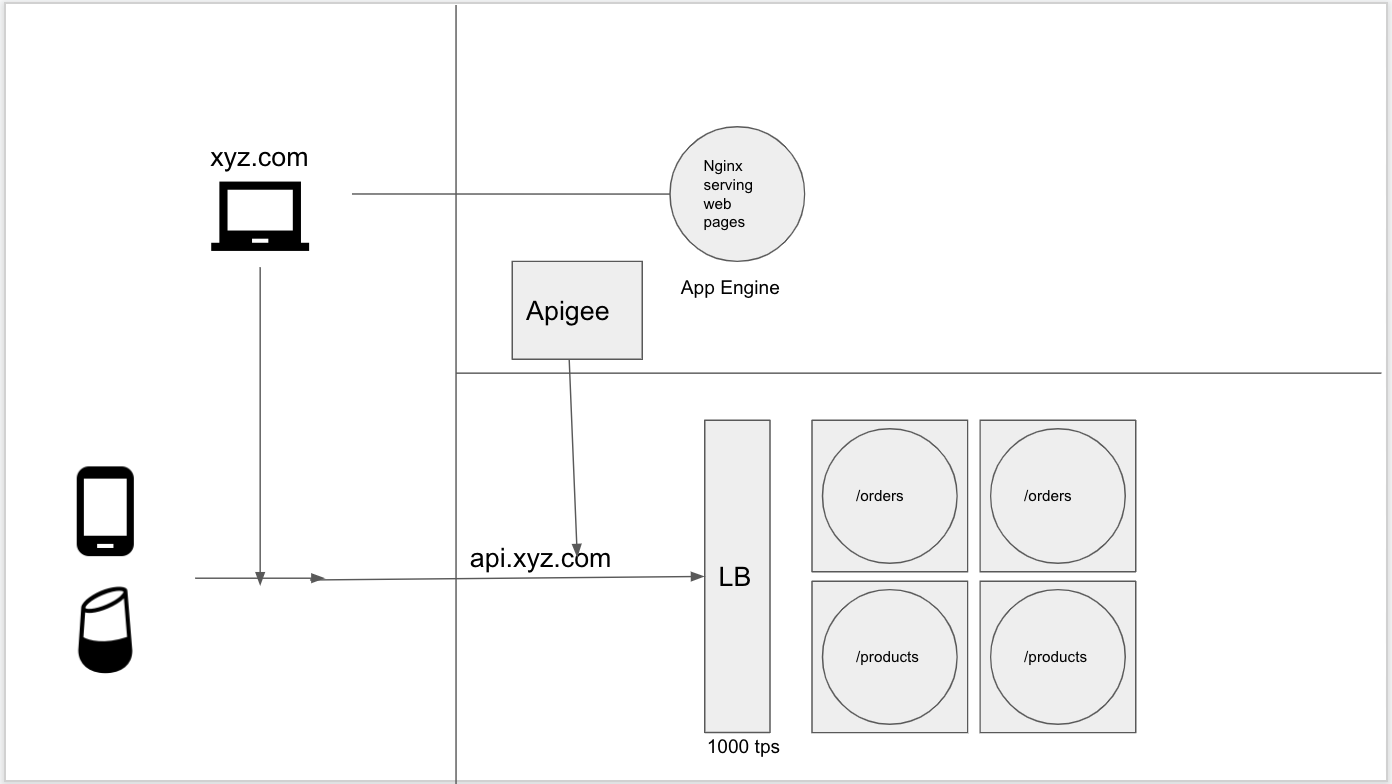 xyz.com
Nginx
serving
web
pages
App Engine
Apigee
api.xyz.com
LB
1000 tps
/orders
/orders
/products
/products